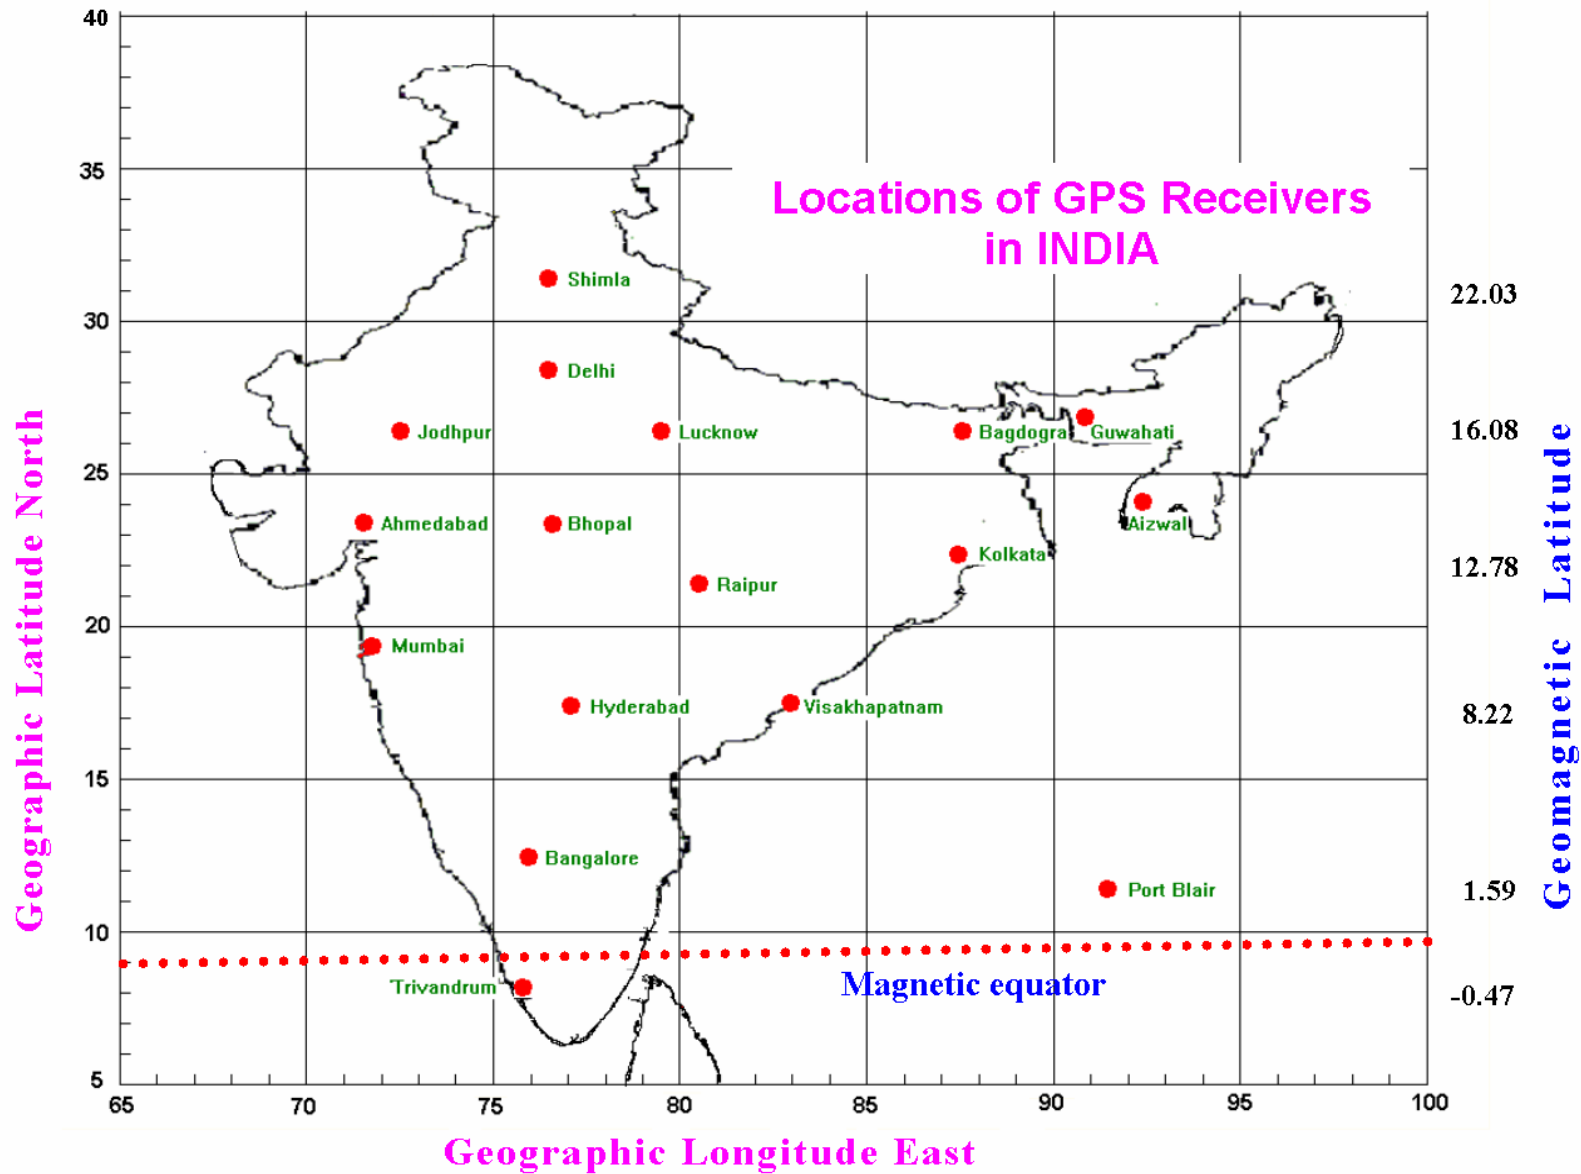 40
35
30
25
20
15
10
5
65
70
75
80
85
90
95
100
Locations of GPS Receivers
in INDIA
Shimla
Delhi
Jodhpur
Lucknow
Bagdogra
Guwahati
Ahmedabad
Bhopal
Aizwal
Kolkata
Raipur
Mumbai
Hyderabad
Visakhapatnam
Bangalore
Port Blair
Trivandrum
Magnetic equator
22.03
16.08
12.78
8.22
1.59
-0.47
Geographic Latitude North
Geomagnetic Latitude
Geographic Longitude East